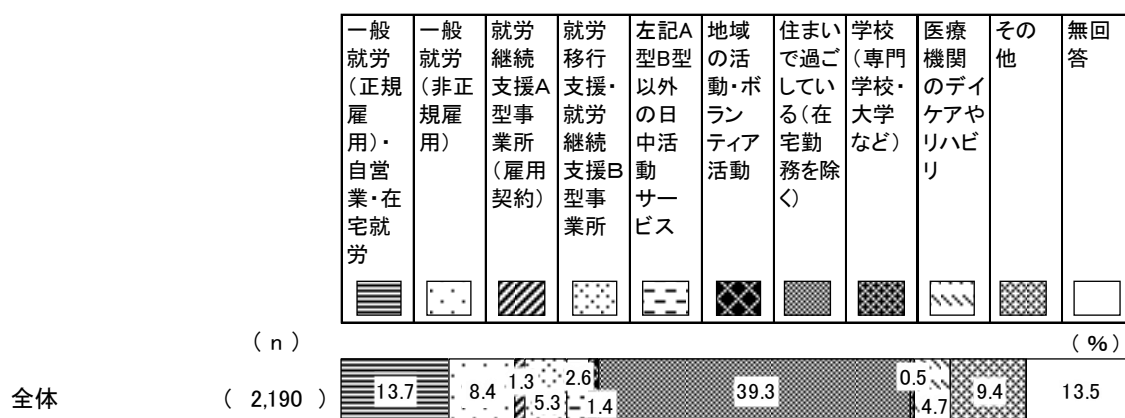 一般就労（正規雇用）・自営業・在宅就労
一般就労（非正規雇用）
就労継続支援A型事業所（雇用契約）
就労移行支援・就労継続支援B型事業所
左記A型B型以外の日中活動サービス
地域の活動・ボランティア活動
住まいで過ごしている（在宅勤務を除く）
学校（専門学校・大学など）
医療機関のデイケアやリハビリ
その他
無回答
（n） （%）
全体 （ 2,190 ） 13.7 8.4 1.3 5.3 2.6 1.4 39.3 0.5 4.7 9.4 13.5